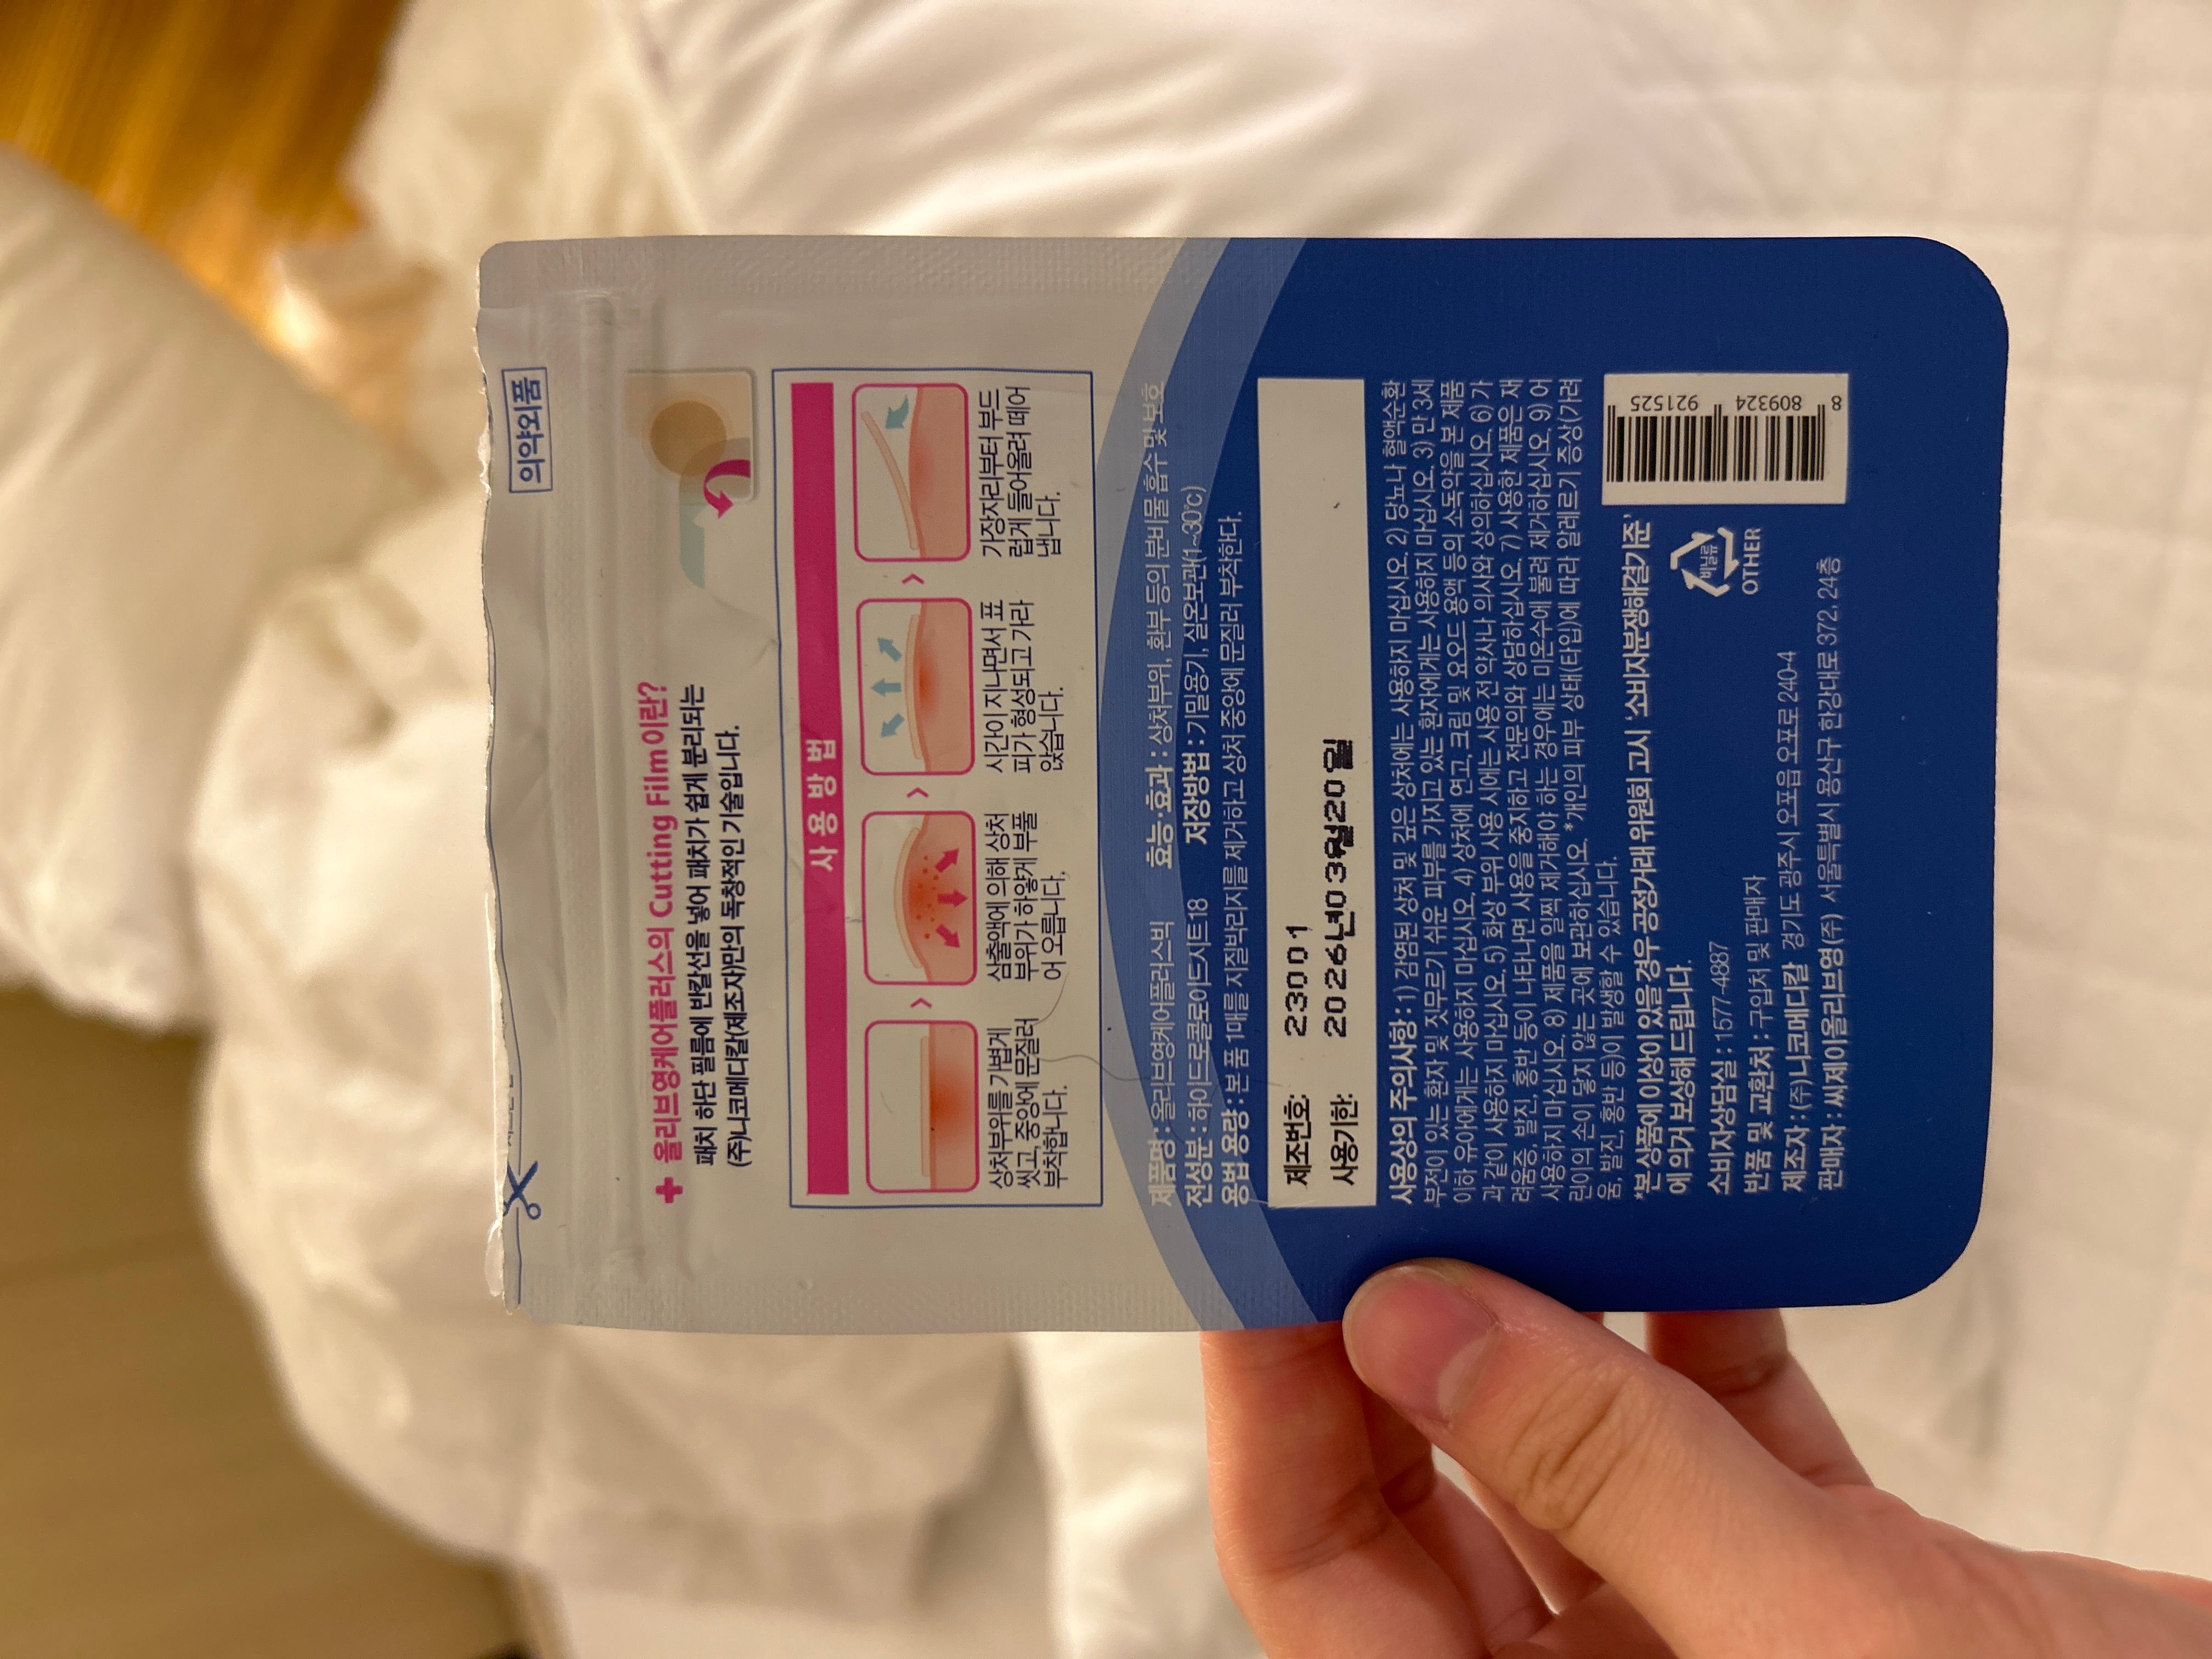 의약외품
올리브영케어플러스의 Cutting Film이란?
패치 하단 필름에 반칼선을 넣어 패치가 쉽게 분리되는
(주)니코메디칼(제조자)만의 독창적인 기술입니다.
사용방법
상처부위를 가볍게
씻고, 중앙에 문질러
부착합니다.
삼출액에 의해 상처
부위가 하얗게 부풀
어 오릅니다.
시간이 지나면서 표
피가 형성되고 가라
앉습니다.
가장자리부터 부드
럽게 들어올려 떼어
냅니다.
제품명 : 올리브영케어플러스빅 효능·효과 : 상처부위, 환부 등의 분비물 흡수 및 보호
전성분 : 하이드로콜로이드시트18 저장방법 : 기밀용기, 실온보관(1~30℃)
용법 용량 : 본 품 1매를 지질박리지를 제거하고 상처 중앙에 문질러 부착한다.
제조번호: 23001
사용기한: 2026년03월20일
사용상의 주의사항 : 1) 감염된 상처 및 깊은 상처에는 사용하지 마십시오. 2) 당뇨나 혈액순환
부전이 있는 환자 및 짓무르기 쉬운 피부를 가지고 있는 환자에게는 사용하지 마십시오. 3) 만 3세
이하 유아에게는 사용하지 마십시오. 4) 상처에 연고, 크림 및 요오드 용액 등의 소독약을 본 제품
과 같이 사용하지 마십시오. 5) 화상 부위 사용 시에는 사용 전 약사나 의사와 상의하십시오. 6) 가
려움증, 발진, 홍반 등이 나타나면 사용을 중지하고 전문의와 상담하십시오. 7) 사용한 제품은 재
사용하지 마십시오. 8) 제품을 일찍 제거해야 하는 경우에는 미온수에 불려 제거하십시오. 9) 어
린이의 손이 닿지 않는 곳에 보관하십시오. *개인의 피부 상태(타입)에 따라 알레르기 증상(가려
움, 발진, 홍반 등)이 발생할 수 있습니다.
*본 상품에 이상이 있을 경우 공정거래 위원회 고시 '소비자분쟁해결기준'
에 의거 보상해 드립니다.
소비자상담실 : 1577-4887
반품 및 교환처 : 구입처 및 판매자
제조자 : (주)니코메디칼 경기도 광주시 오포읍 오포로 240-4
판매자 : 씨제이올리브영(주) 서울특별시 용산구 한강대로 372, 24층
비닐류
OTHER
8 809324 921525